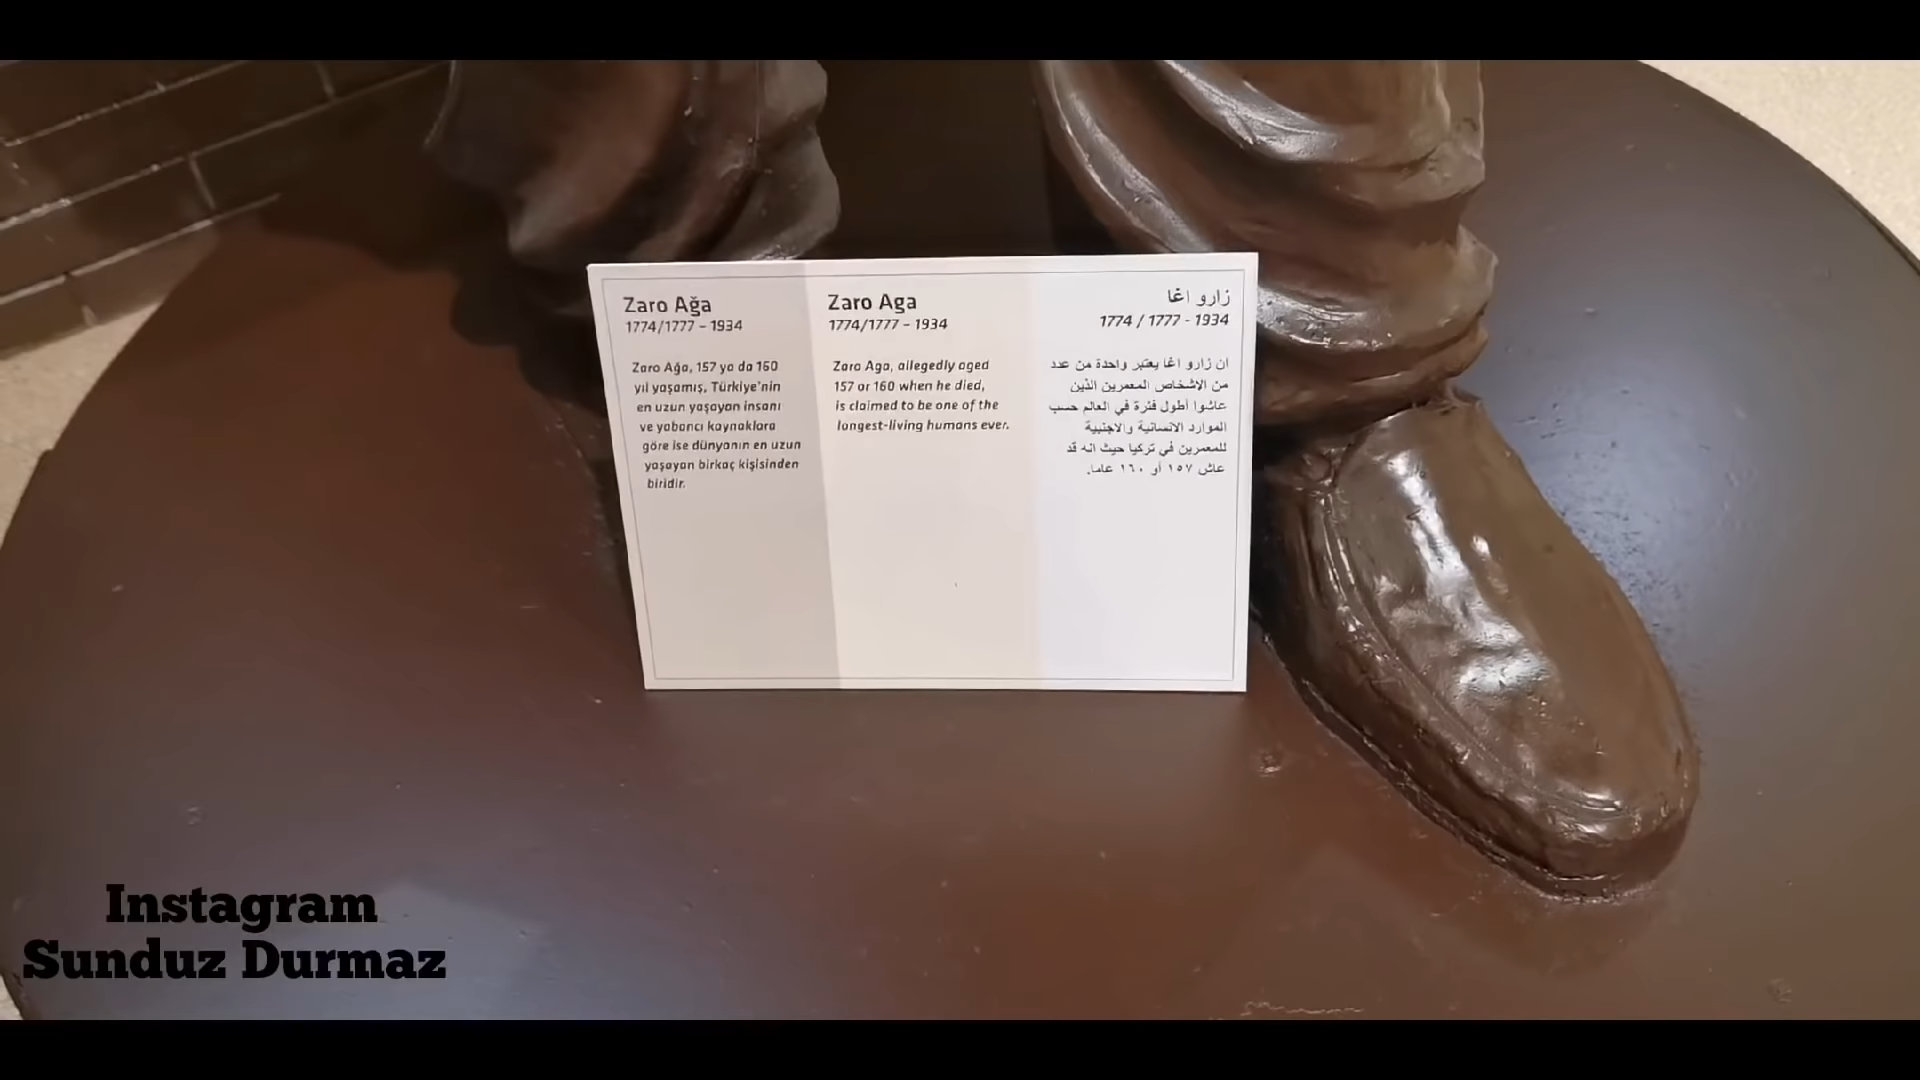 Zaro Ağa
1774/1777 – 1934
Zaro Ağa, 157 ya da 160
yıl yaşamış, Türkiye'nin
en uzun yaşayan insanı
ve yabancı kaynaklara
göre ise dünyanın en uzun
yaşayan birkaç kişisinden
biridir.
Zaro Aga
1774/1777 – 1934
Zaro Aga, allegedly aged
157 or 160 when he died,
is claimed to be one of the
longest-living humans ever.
زارو اغا
1774 / 1777 - 1934
ان زارو اغا يعتبر واحدة من عدد
من الاشخاص المعمرين الذين
عاشوا أطول فترة في العالم حسب
الموارد الانسانية والاجنبية
للمعمرين في تركيا حيث انه قد
عاش ١٥٧ أو ١٦٠ عاما.
Instagram
Sunduz Durmaz